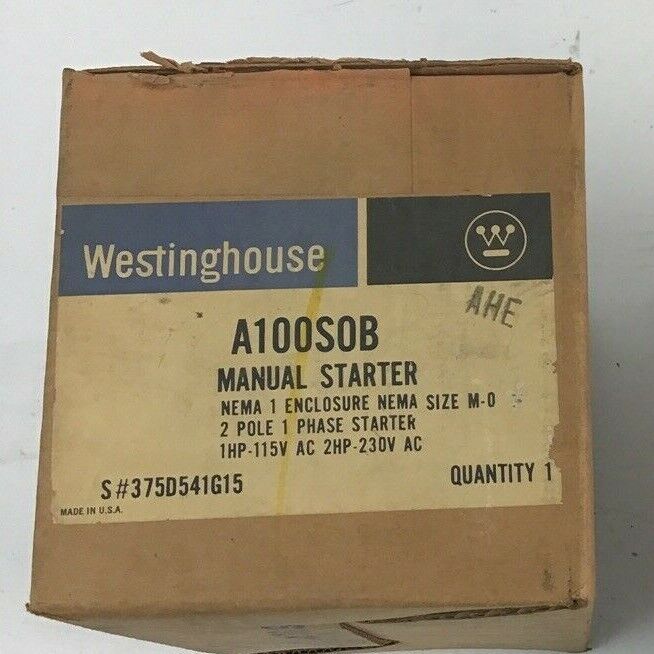 Westinghouse
W
AHE
A100S0B
MANUAL STARTER
NEMA 1 ENCLOSURE NEMA SIZE M-0
2 POLE 1 PHASE STARTER
1HP-115V AC 2HP-230V AC
S#375D541G15
QUANTITY 1
MADE IN U.S.A.